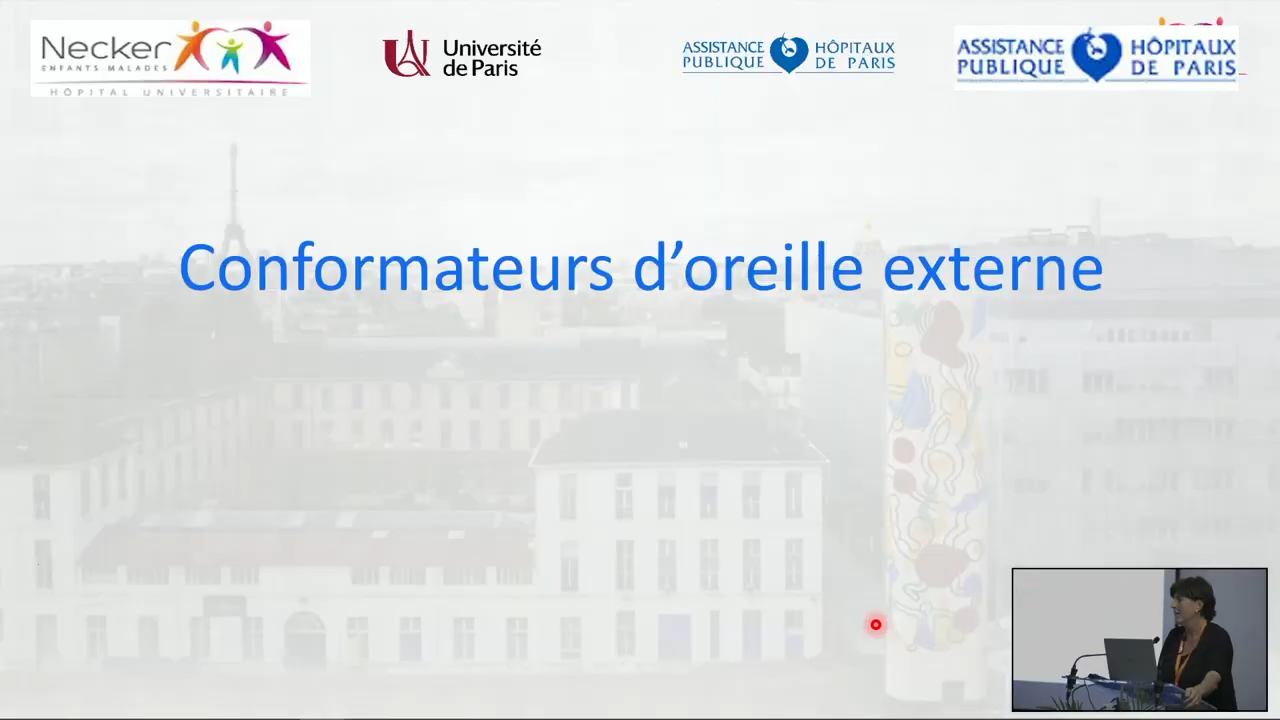 Necker
ENFANTS MALADES
HÔPITAL UNIVERSITAIRE
Université
de Paris
ASSISTANCE HÔPITAUX
PUBLIQUE DE PARIS
ASSISTANCE HÔPITAUX
PUBLIQUE DE PARIS
Conformateurs d’oreille externe